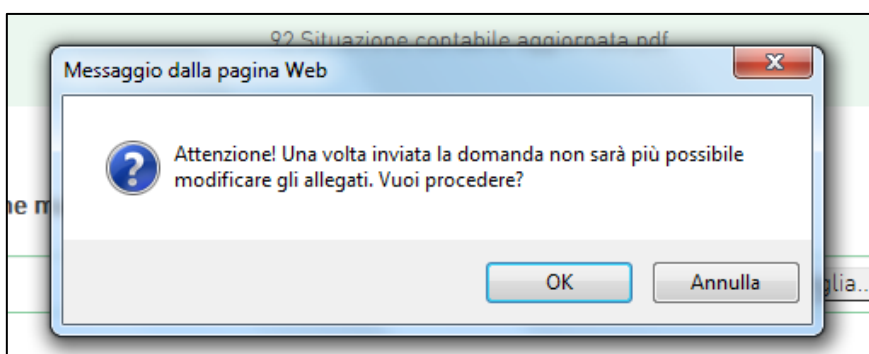 92 Situazione contabile aggiornata.pdf
Messaggio dalla pagina Web
Attenzione! Una volta inviata la domanda non sarà più possibile
modificare gli allegati. Vuoi procedere?
OK Annulla